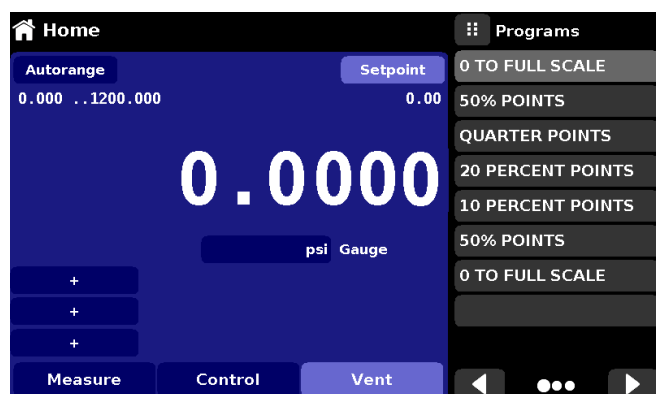 Home
Programs
Autorange
Setpoint
0.000 ..1200.000
0.00
0.0000
psi Gauge
+
+
+
Measure
Control
Vent
0 TO FULL SCALE
50% POINTS
QUARTER POINTS
20 PERCENT POINTS
10 PERCENT POINTS
50% POINTS
0 TO FULL SCALE